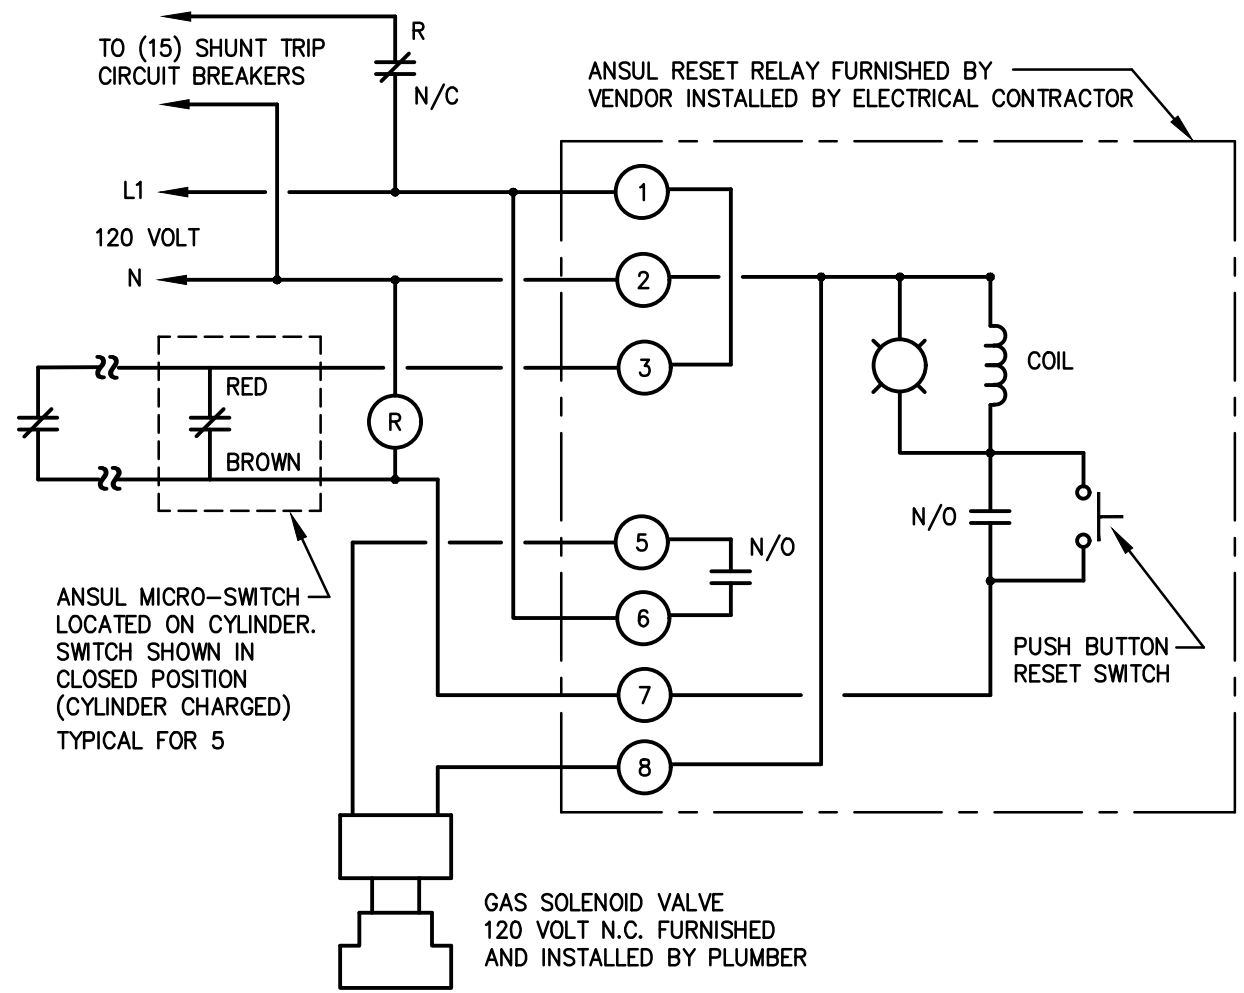 TO (15) SHUNT TRIP
CIRCUIT BREAKERS
R
N/C
ANSUL RESET RELAY FURNISHED BY
VENDOR INSTALLED BY ELECTRICAL CONTRACTOR
L1
120 VOLT
N
1
2
3
RED
BROWN
R
COIL
N/O
5
N/O
6
7
8
ANSUL MICRO-SWITCH
LOCATED ON CYLINDER.
SWITCH SHOWN IN
CLOSED POSITION
(CYLINDER CHARGED)
TYPICAL FOR 5
PUSH BUTTON
RESET SWITCH
GAS SOLENOID VALVE
120 VOLT N.C. FURNISHED
AND INSTALLED BY PLUMBER